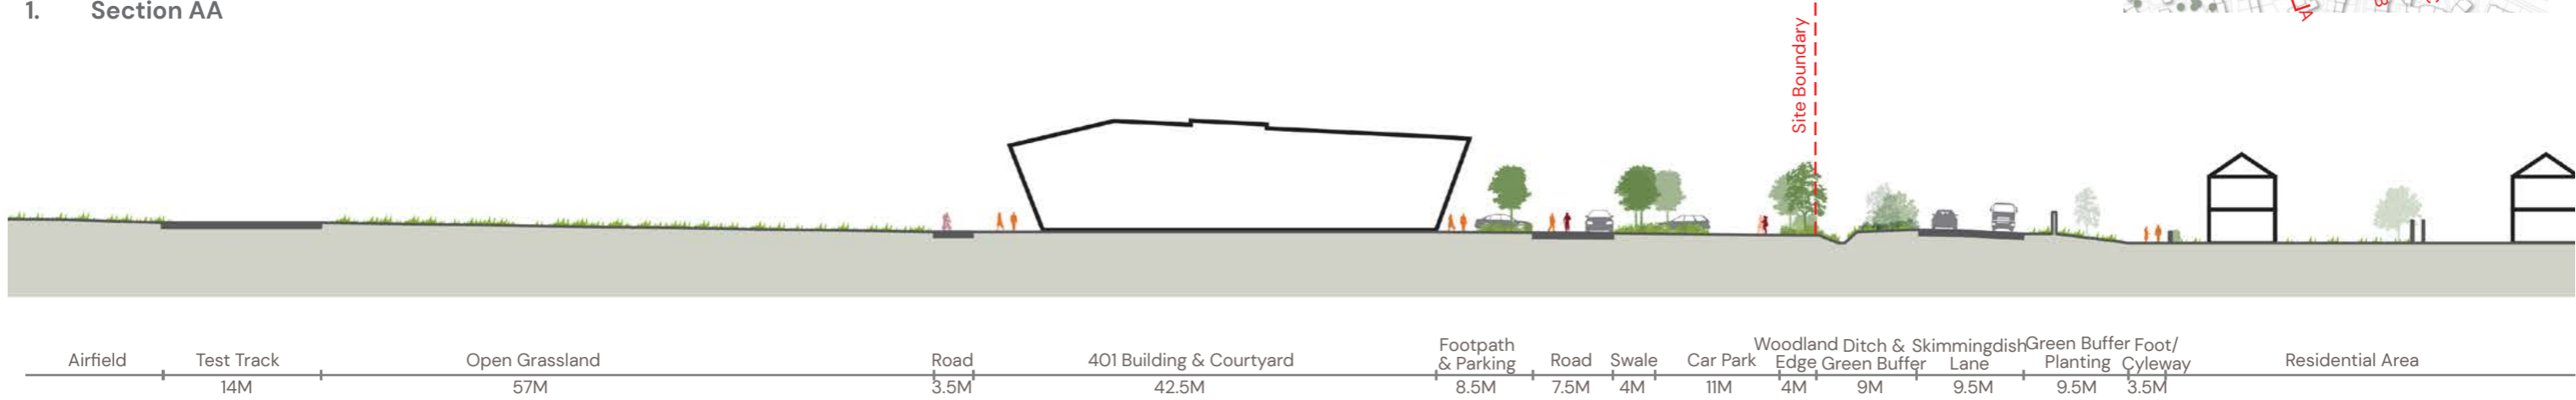 1. Section AA
A
B
Site Boundary
Airfield
Test Track
Open Grassland
Road
401 Building & Courtyard
Footpath
& Parking
Road
Swale
Car Park
Woodland
Edge
Ditch &
Green Buffer
Skimmingdish
Lane
Green Buffer
Planting
Foot/
Cyleway
Residential Area
14M
57M
3.5M
42.5M
8.5M
7.5M
4M
11M
4M
9M
9.5M
9.5M
3.5M